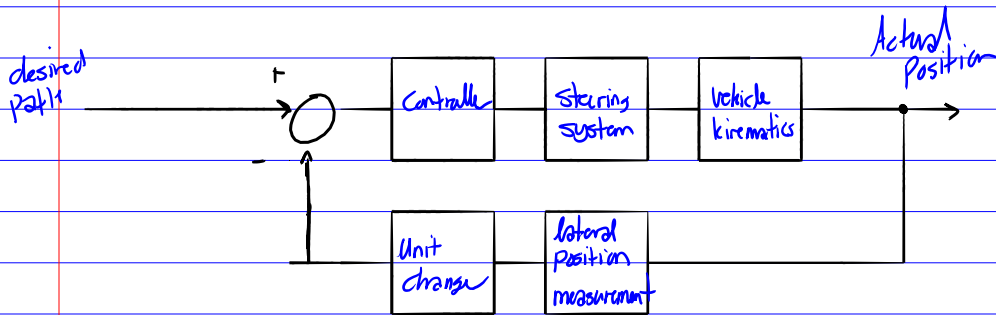 desired
path
+
-
Controller
Steering
system
Vehicle
kinematics
Actual
Position
Unit
change
lateral
position
measurement